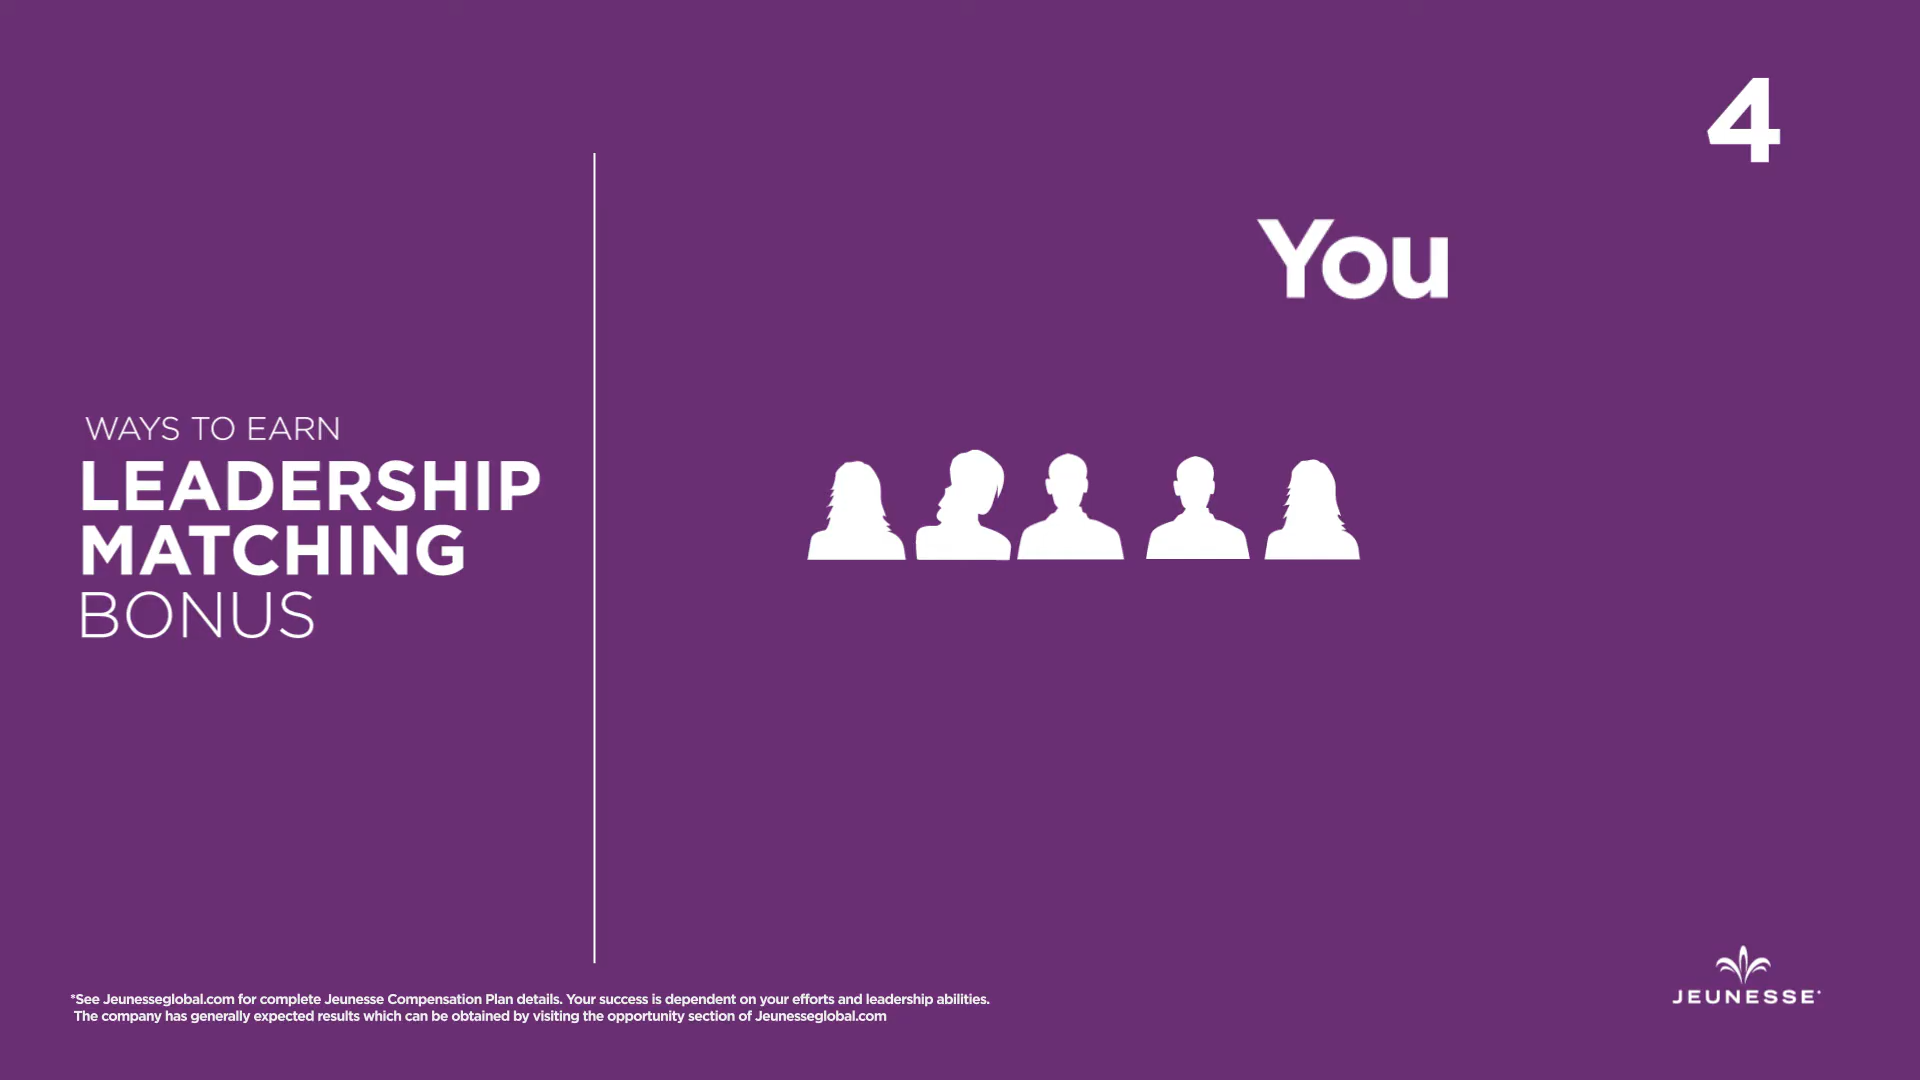 4
You
WAYS TO EARN
LEADERSHIP
MATCHING
BONUS
*See Jeunesseglobal.com for complete Jeunesse Compensation Plan details. Your success is dependent on your efforts and leadership abilities.
The company has generally expected results which can be obtained by visiting the opportunity section of Jeunesseglobal.com
JEUNESSE